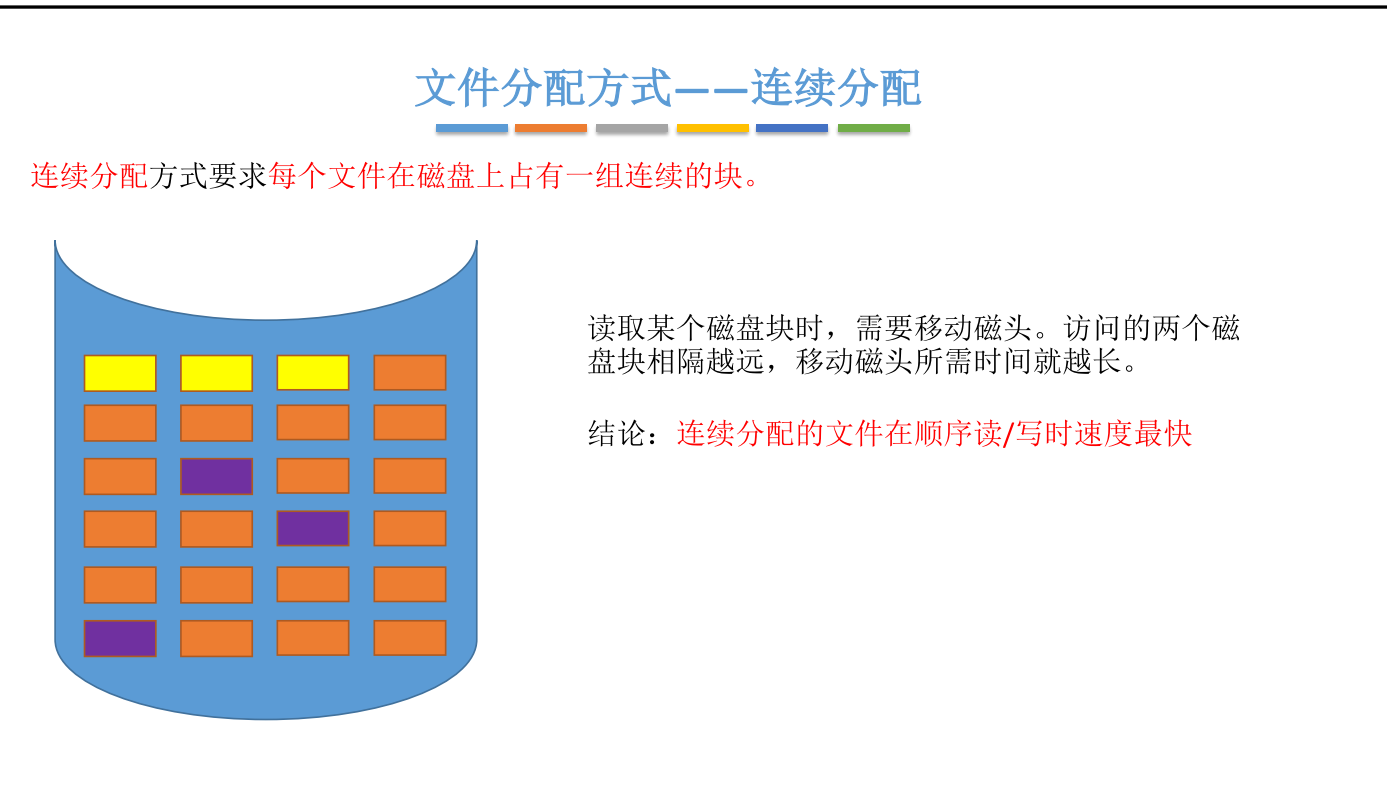 文件分配方式——连续分配
连续分配方式要求每个文件在磁盘上占有一组连续的块。
读取某个磁盘块时，需要移动磁头。访问的两个磁
盘块相隔越远，移动磁头所需时间就越长。
结论：连续分配的文件在顺序读/写时速度最快